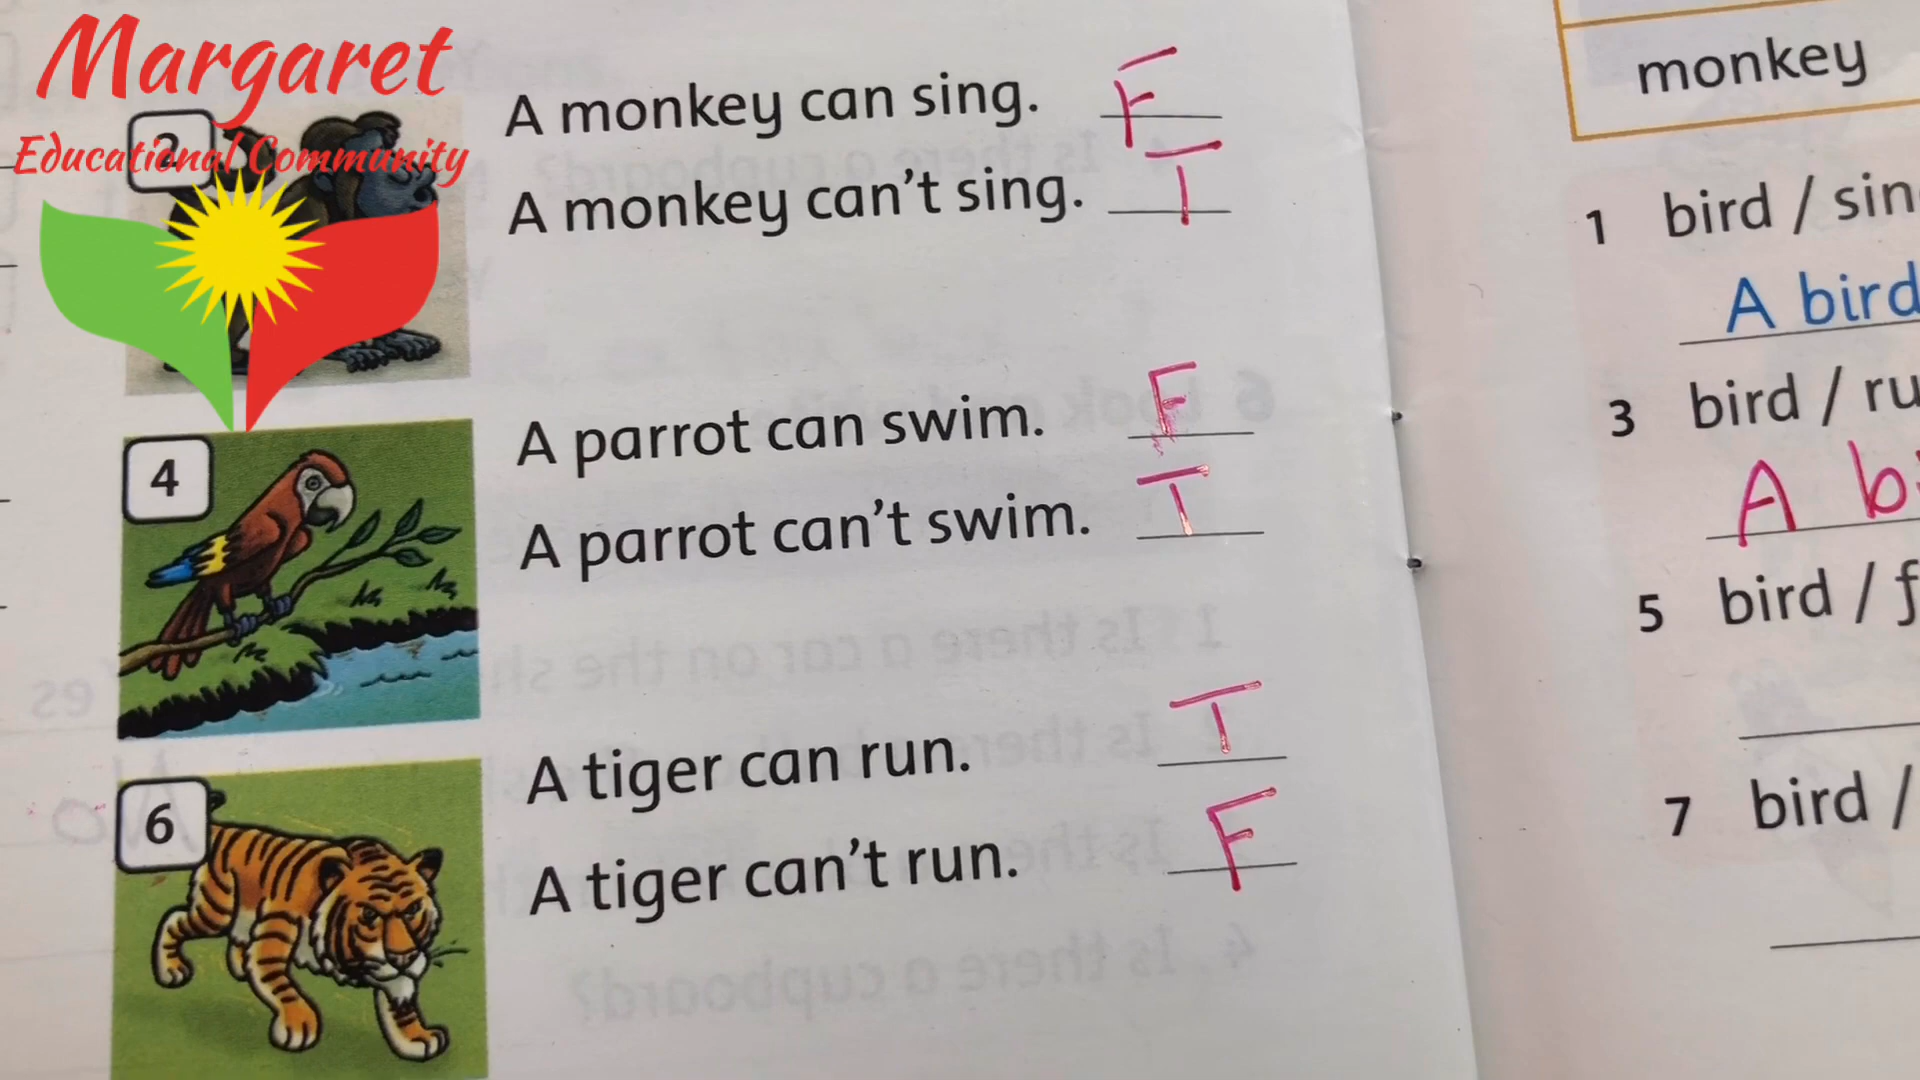 Margaret
Educational Community
2
A monkey can sing. F
A monkey can't sing. T
4
A parrot can swim. F
A parrot can't swim. T
6
A tiger can run. T
A tiger can't run. F
monkey
1 bird / sin
A bird
3 bird / ru
A b
5 bird / f
7 bird /